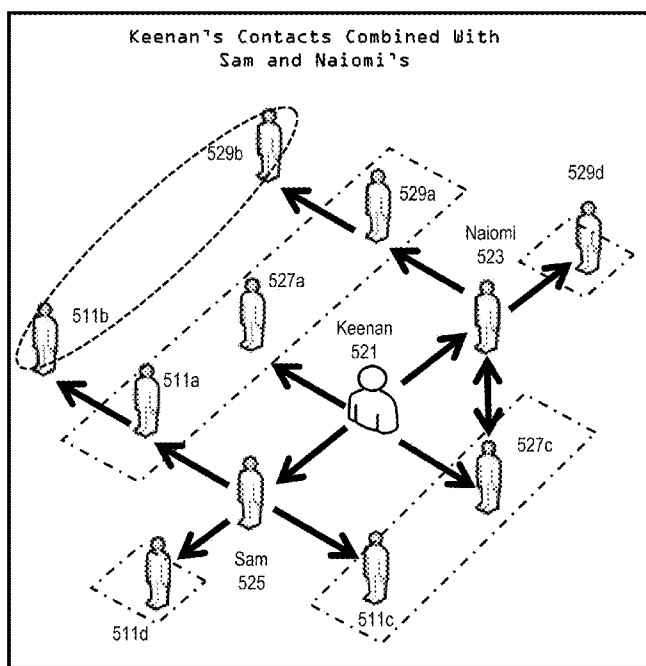 Keenan's Contacts Combined With
Sam and Naiomi's
529b
529a
529d
Naiomi
523
527a
511b
Keenan
521
511a
527c
Sam
525
511d
511c